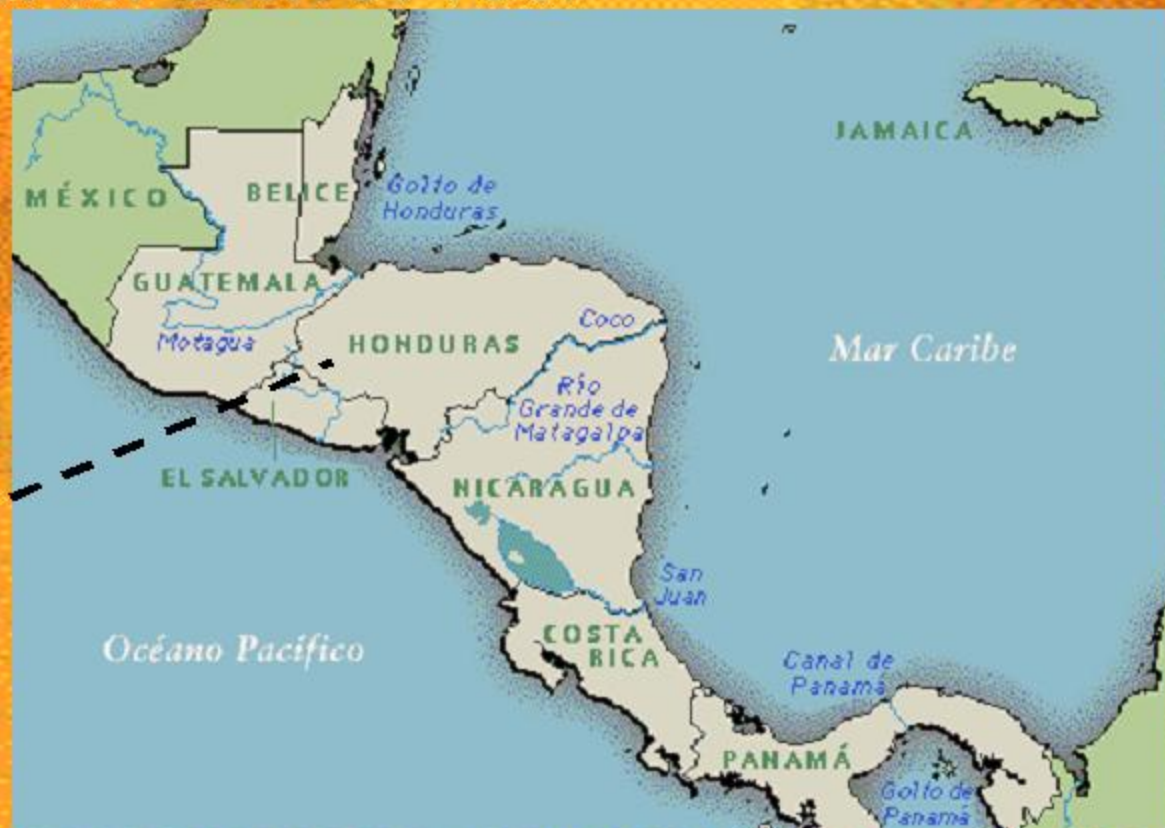 JAMAICA
MÉXICO
BELICE
Golfo de
Honduras
GUATEMALA
Motagua
HONDURAS
Coco
Mar Caribe
Río
Grande de
Matagalpa
EL SALVADOR
NICARAGUA
San
Juan
Océano Pacífico
COSTA
RICA
Canal de
Panamá
PANAMÁ
Golfo de
Panamá